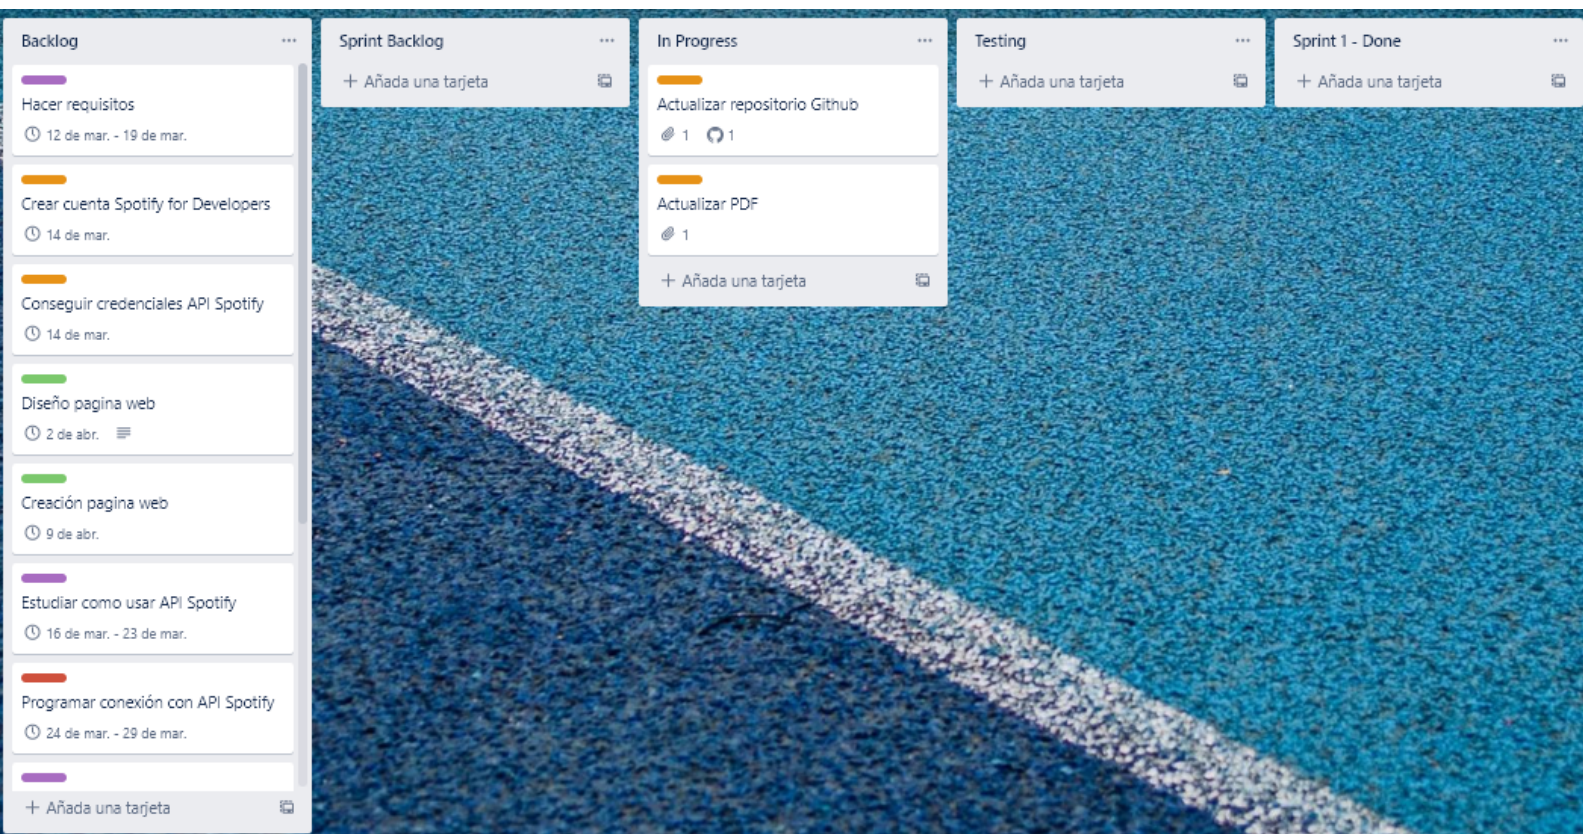 Backlog
Hacer requisitos
12 de mar. - 19 de mar.
Crear cuenta Spotify for Developers
14 de mar.
Conseguir credenciales API Spotify
14 de mar.
Diseño pagina web
2 de abr.
Creación pagina web
9 de abr.
Estudiar como usar API Spotify
16 de mar. - 23 de mar.
Programar conexión con API Spotify
24 de mar. - 29 de mar.
+ Añada una tarjeta
Sprint Backlog
+ Añada una tarjeta
In Progress
Actualizar repositorio Github
1 1
Actualizar PDF
1
+ Añada una tarjeta
Testing
+ Añada una tarjeta
Sprint 1 - Done
+ Añada una tarjeta